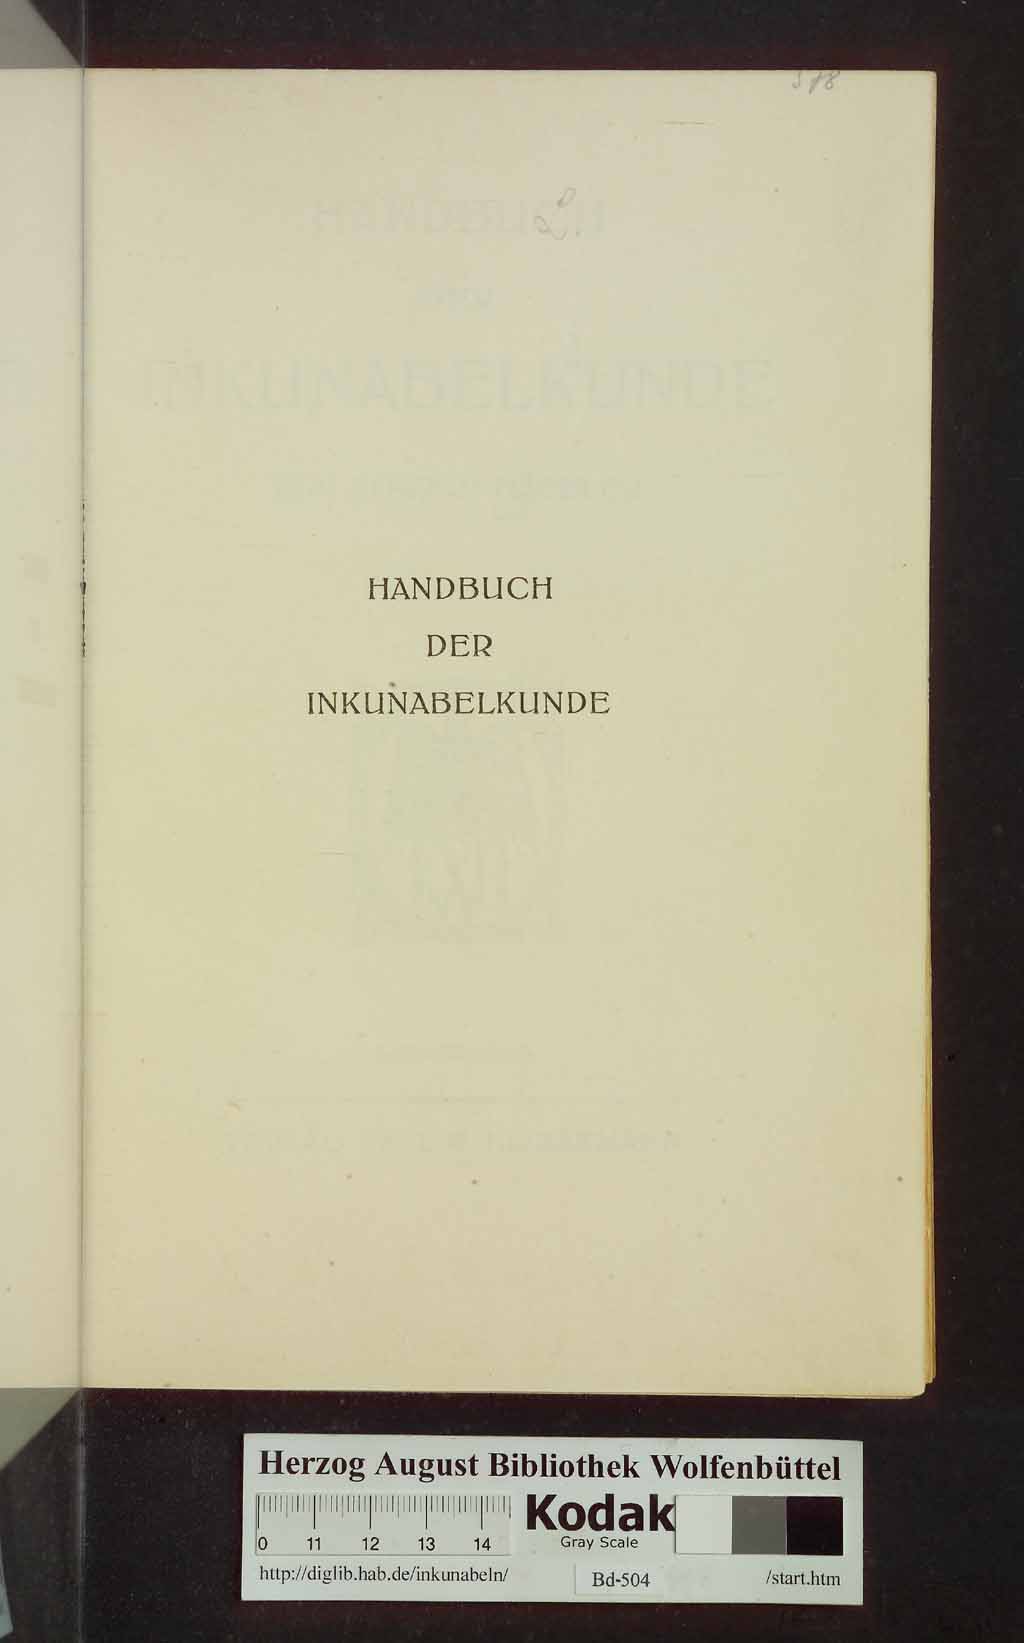 378
HANDBUCH
DER
INKUNABELKUNDE
Herzog August Bibliothek Wolfenbüttel
0 11 12 13 14
Kodak
Gray Scale
http://diglib.hab.de/inkunabeln/
Bd-504
/start.htm